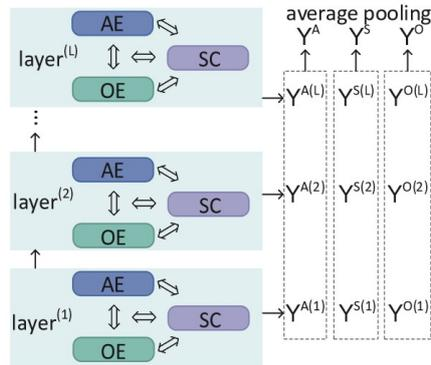 average pooling
Y^A Y^S Y^O
AE
layer^(L)
SC
OE
Y^A(L) Y^S(L) Y^O(L)
...
AE
layer^(2)
SC
OE
Y^A(2) Y^S(2) Y^O(2)
AE
layer^(1)
SC
OE
Y^A(1) Y^S(1) Y^O(1)